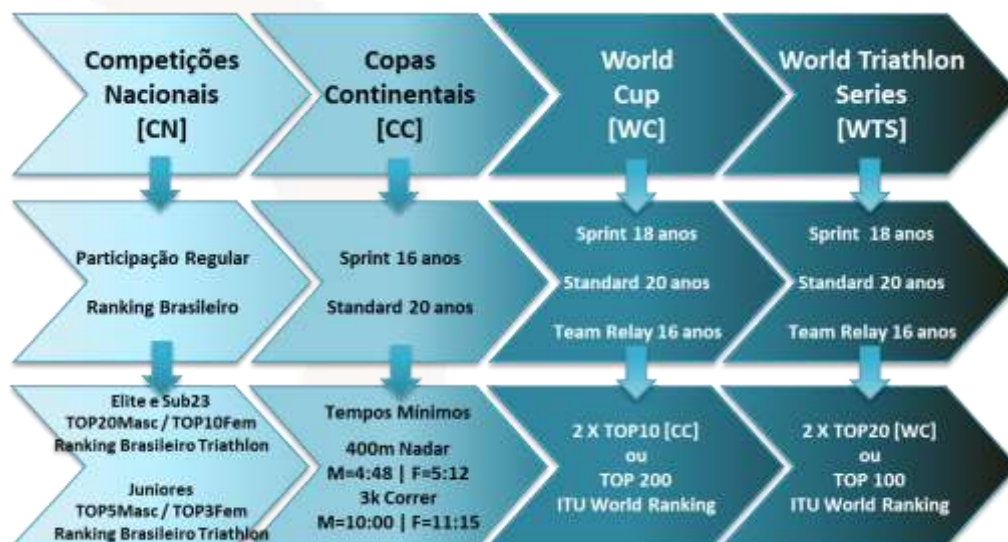 Competições
Nacionais
[CN]
Copas
Continentais
[CC]
World
Cup
[WC]
World Triathlon
Series
[WTS]
Participação Regular
Ranking Brasileiro
Sprint 16 anos
Standard 20 anos
Sprint 18 anos
Standard 20 anos
Team Relay 16 anos
Sprint 18 anos
Standard 20 anos
Team Relay 16 anos
Elite e Sub23
TOP20Masc / TOP10Fem
Ranking Brasileiro Triathlon
Juniores
TOP5Masc / TOP3Fem
Ranking Brasileiro Triathlon
Tempos Mínimos
400m Nadar
M=4:48 | F=5:12
3k Correr
M=10:00 | F=11:15
2 X TOP10 [CC]
ou
TOP 200
ITU World Ranking
2 X TOP20 [WC]
ou
TOP 100
ITU World Ranking